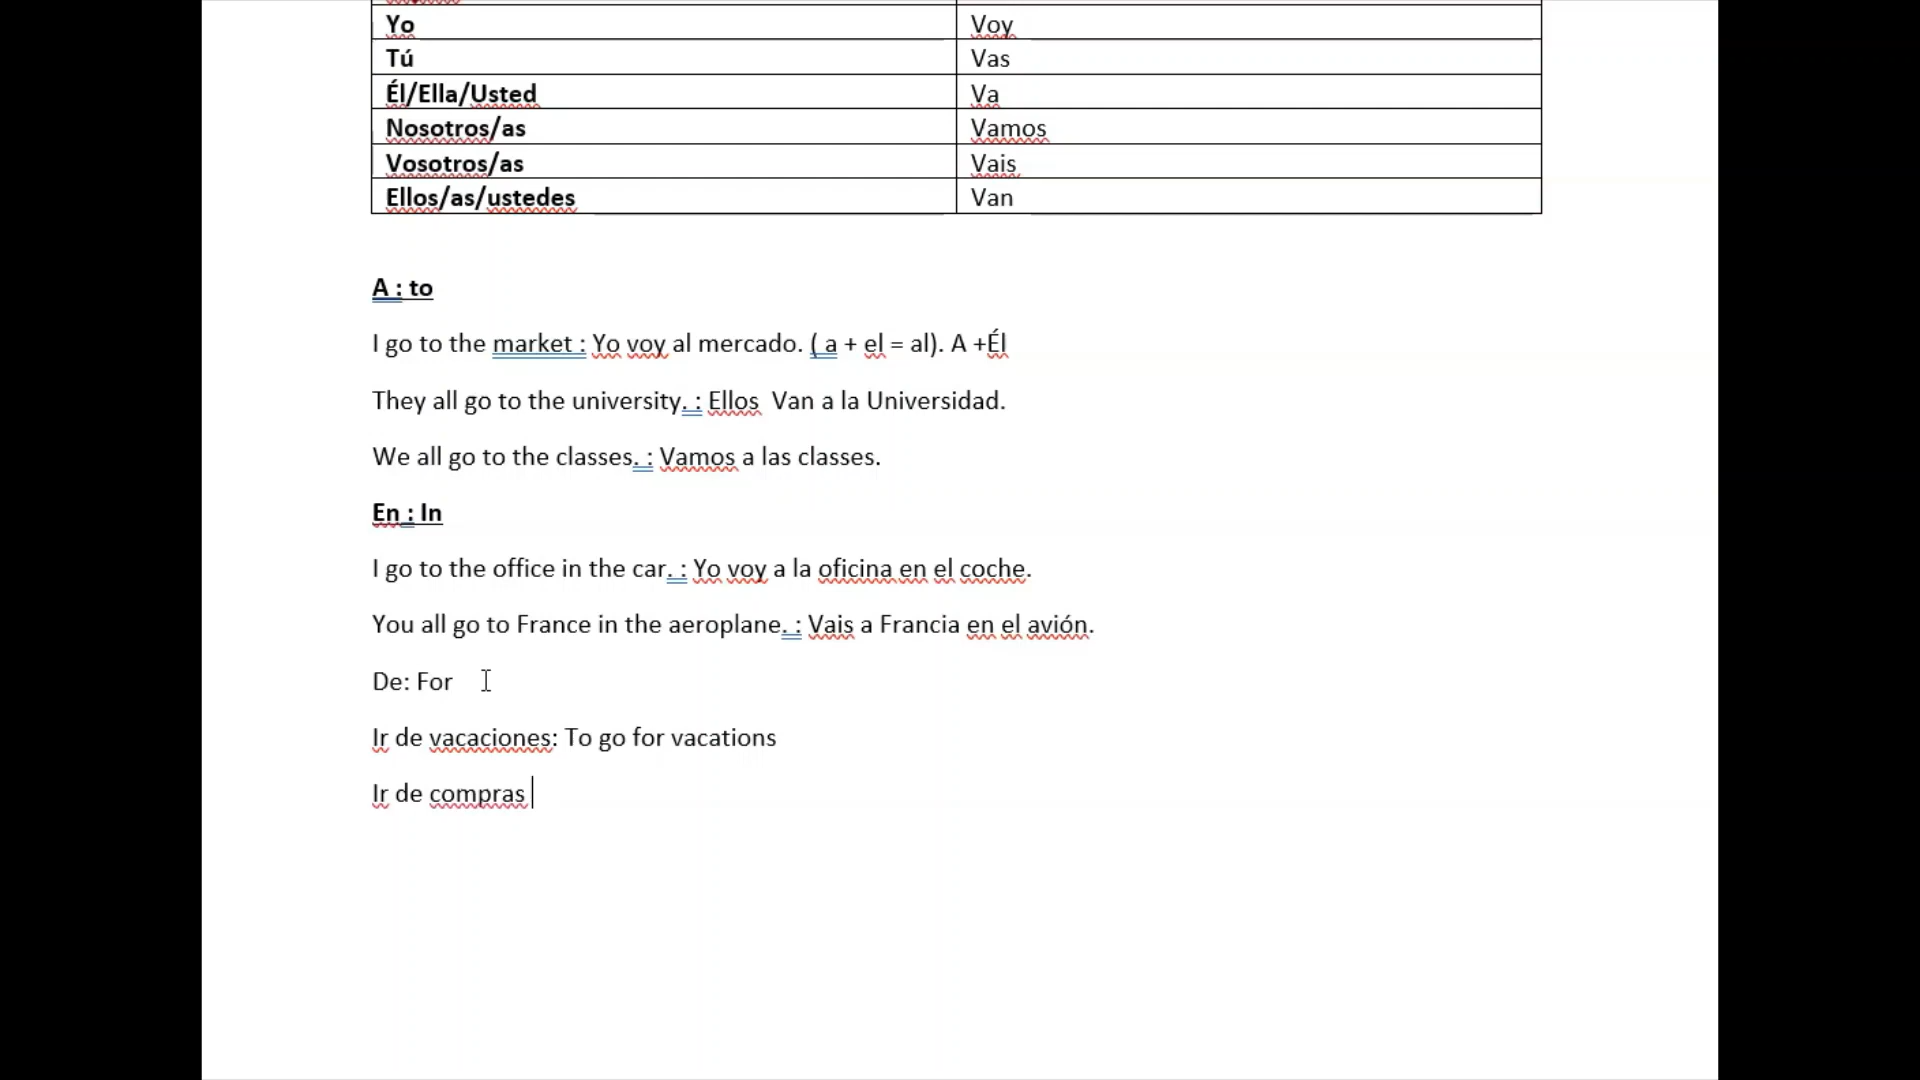 Yo Voy
Tú Vas
Él/Ella/Usted Va
Nosotros/as Vamos
Vosotros/as Vais
Ellos/as/ustedes Van
A : to
I go to the market : Yo voy al mercado. ( a + el = al). A +Él
They all go to the university. : Ellos  Van a la Universidad.
We all go to the classes. : Vamos a las classes.
En : In
I go to the office in the car. : Yo voy a la oficina en el coche.
You all go to France in the aeroplane. : Vais a Francia en el avión.
De: For
Ir de vacaciones: To go for vacations
Ir de compras